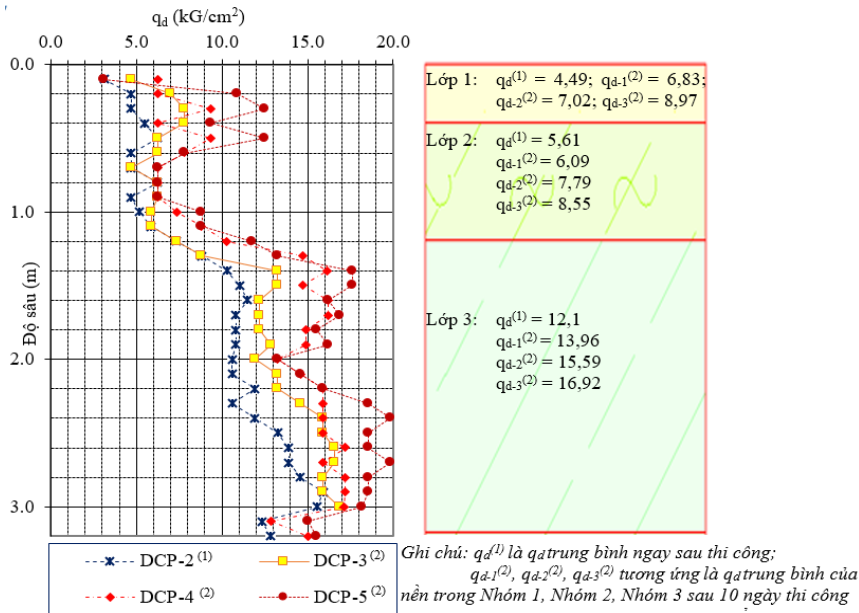 q_d (kG/cm²)
0.0 5.0 10.0 15.0 20.0
0.0
1.0
2.0
3.0
Độ sâu (m)
Lớp 1: q_d^(1) = 4,49; q_d-1^(2) = 6,83;
q_d-2^(2) = 7,02; q_d-3^(2) = 8,97
Lớp 2: q_d^(1) = 5,61
q_d-1^(2) = 6,09
q_d-2^(2) = 7,79
q_d-3^(2) = 8,55
Lớp 3: q_d^(1) = 12,1
q_d-1^(2) = 13,96
q_d-2^(2) = 15,59
q_d-3^(2) = 16,92
DCP-2 (1) DCP-3 (2)
DCP-4 (2) DCP-5 (2)
Ghi chú: q_d^(1) là q_d trung bình ngay sau thi công;
q_d-1^(2), q_d-2^(2), q_d-3^(2) tương ứng là q_d trung bình của
nền trong Nhóm 1, Nhóm 2, Nhóm 3 sau 10 ngày thi công